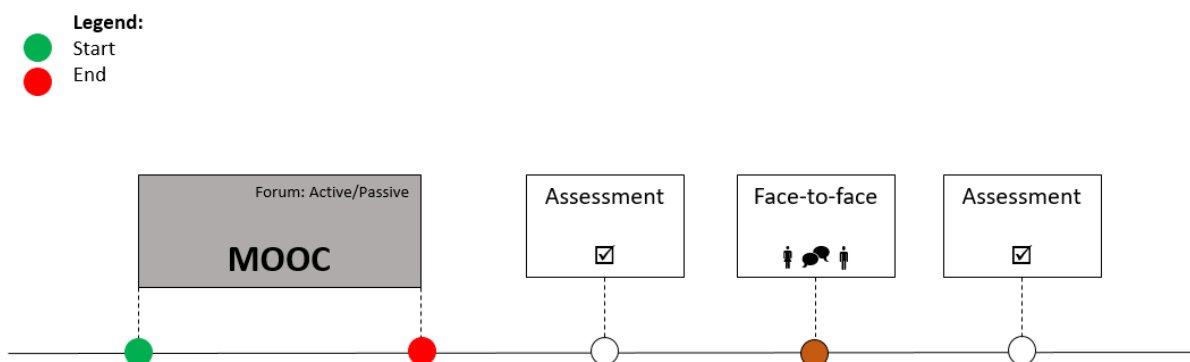 Legend:
Start
End
Forum: Active/Passive
MOOC
Assessment
Face-to-face
Assessment